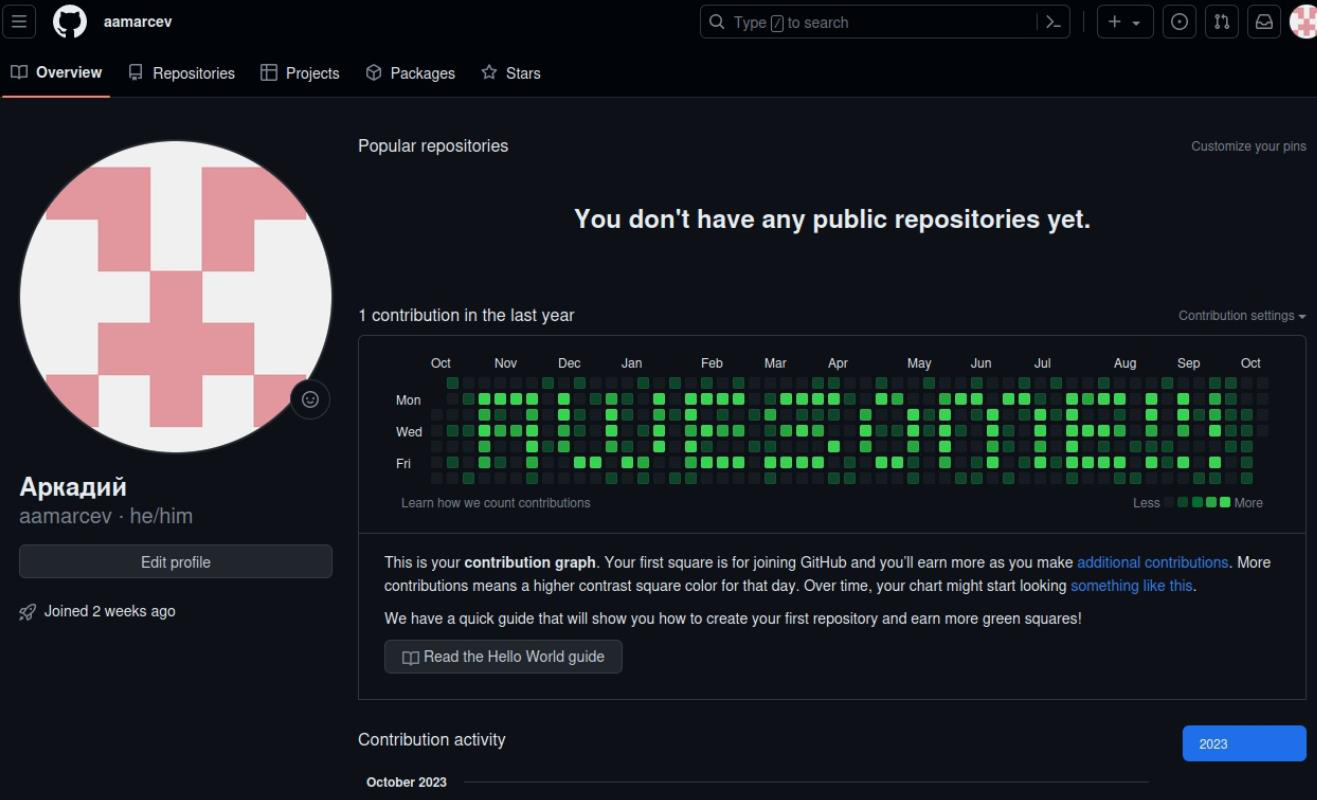 aamarcev
Type / to search
Overview
Repositories
Projects
Packages
Stars
Popular repositories
Customize your pins
You don't have any public repositories yet.
1 contribution in the last year
Contribution settings
Oct Nov Dec Jan Feb Mar Apr May Jun Jul Aug Sep Oct
Mon
Wed
Fri
AWESOME!!!
Learn how we count contributions
Less More
This is your contribution graph. Your first square is for joining GitHub and you'll earn more as you make additional contributions. More
contributions means a higher contrast square color for that day. Over time, your chart might start looking something like this.
We have a quick guide that will show you how to create your first repository and earn more green squares!
Read the Hello World guide
Аркадий
aamarcev · he/him
Edit profile
Joined 2 weeks ago
Contribution activity
2023
October 2023